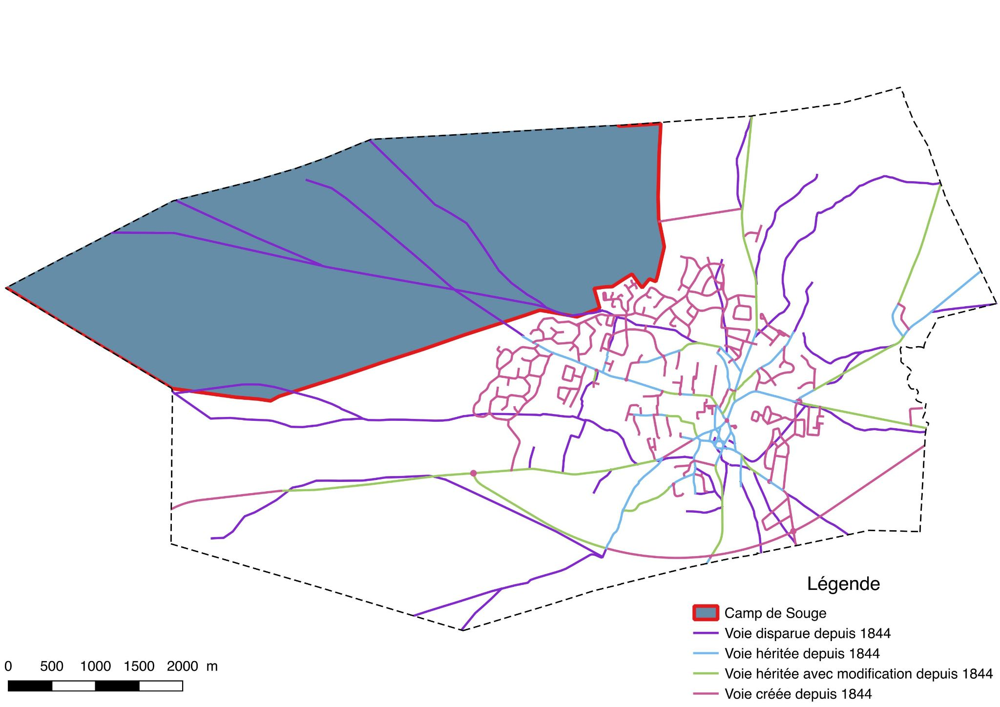 Légende
Camp de Souge
Voie disparue depuis 1844
Voie héritée depuis 1844
Voie héritée avec modification depuis 1844
Voie créée depuis 1844
0 500 1000 1500 2000 m